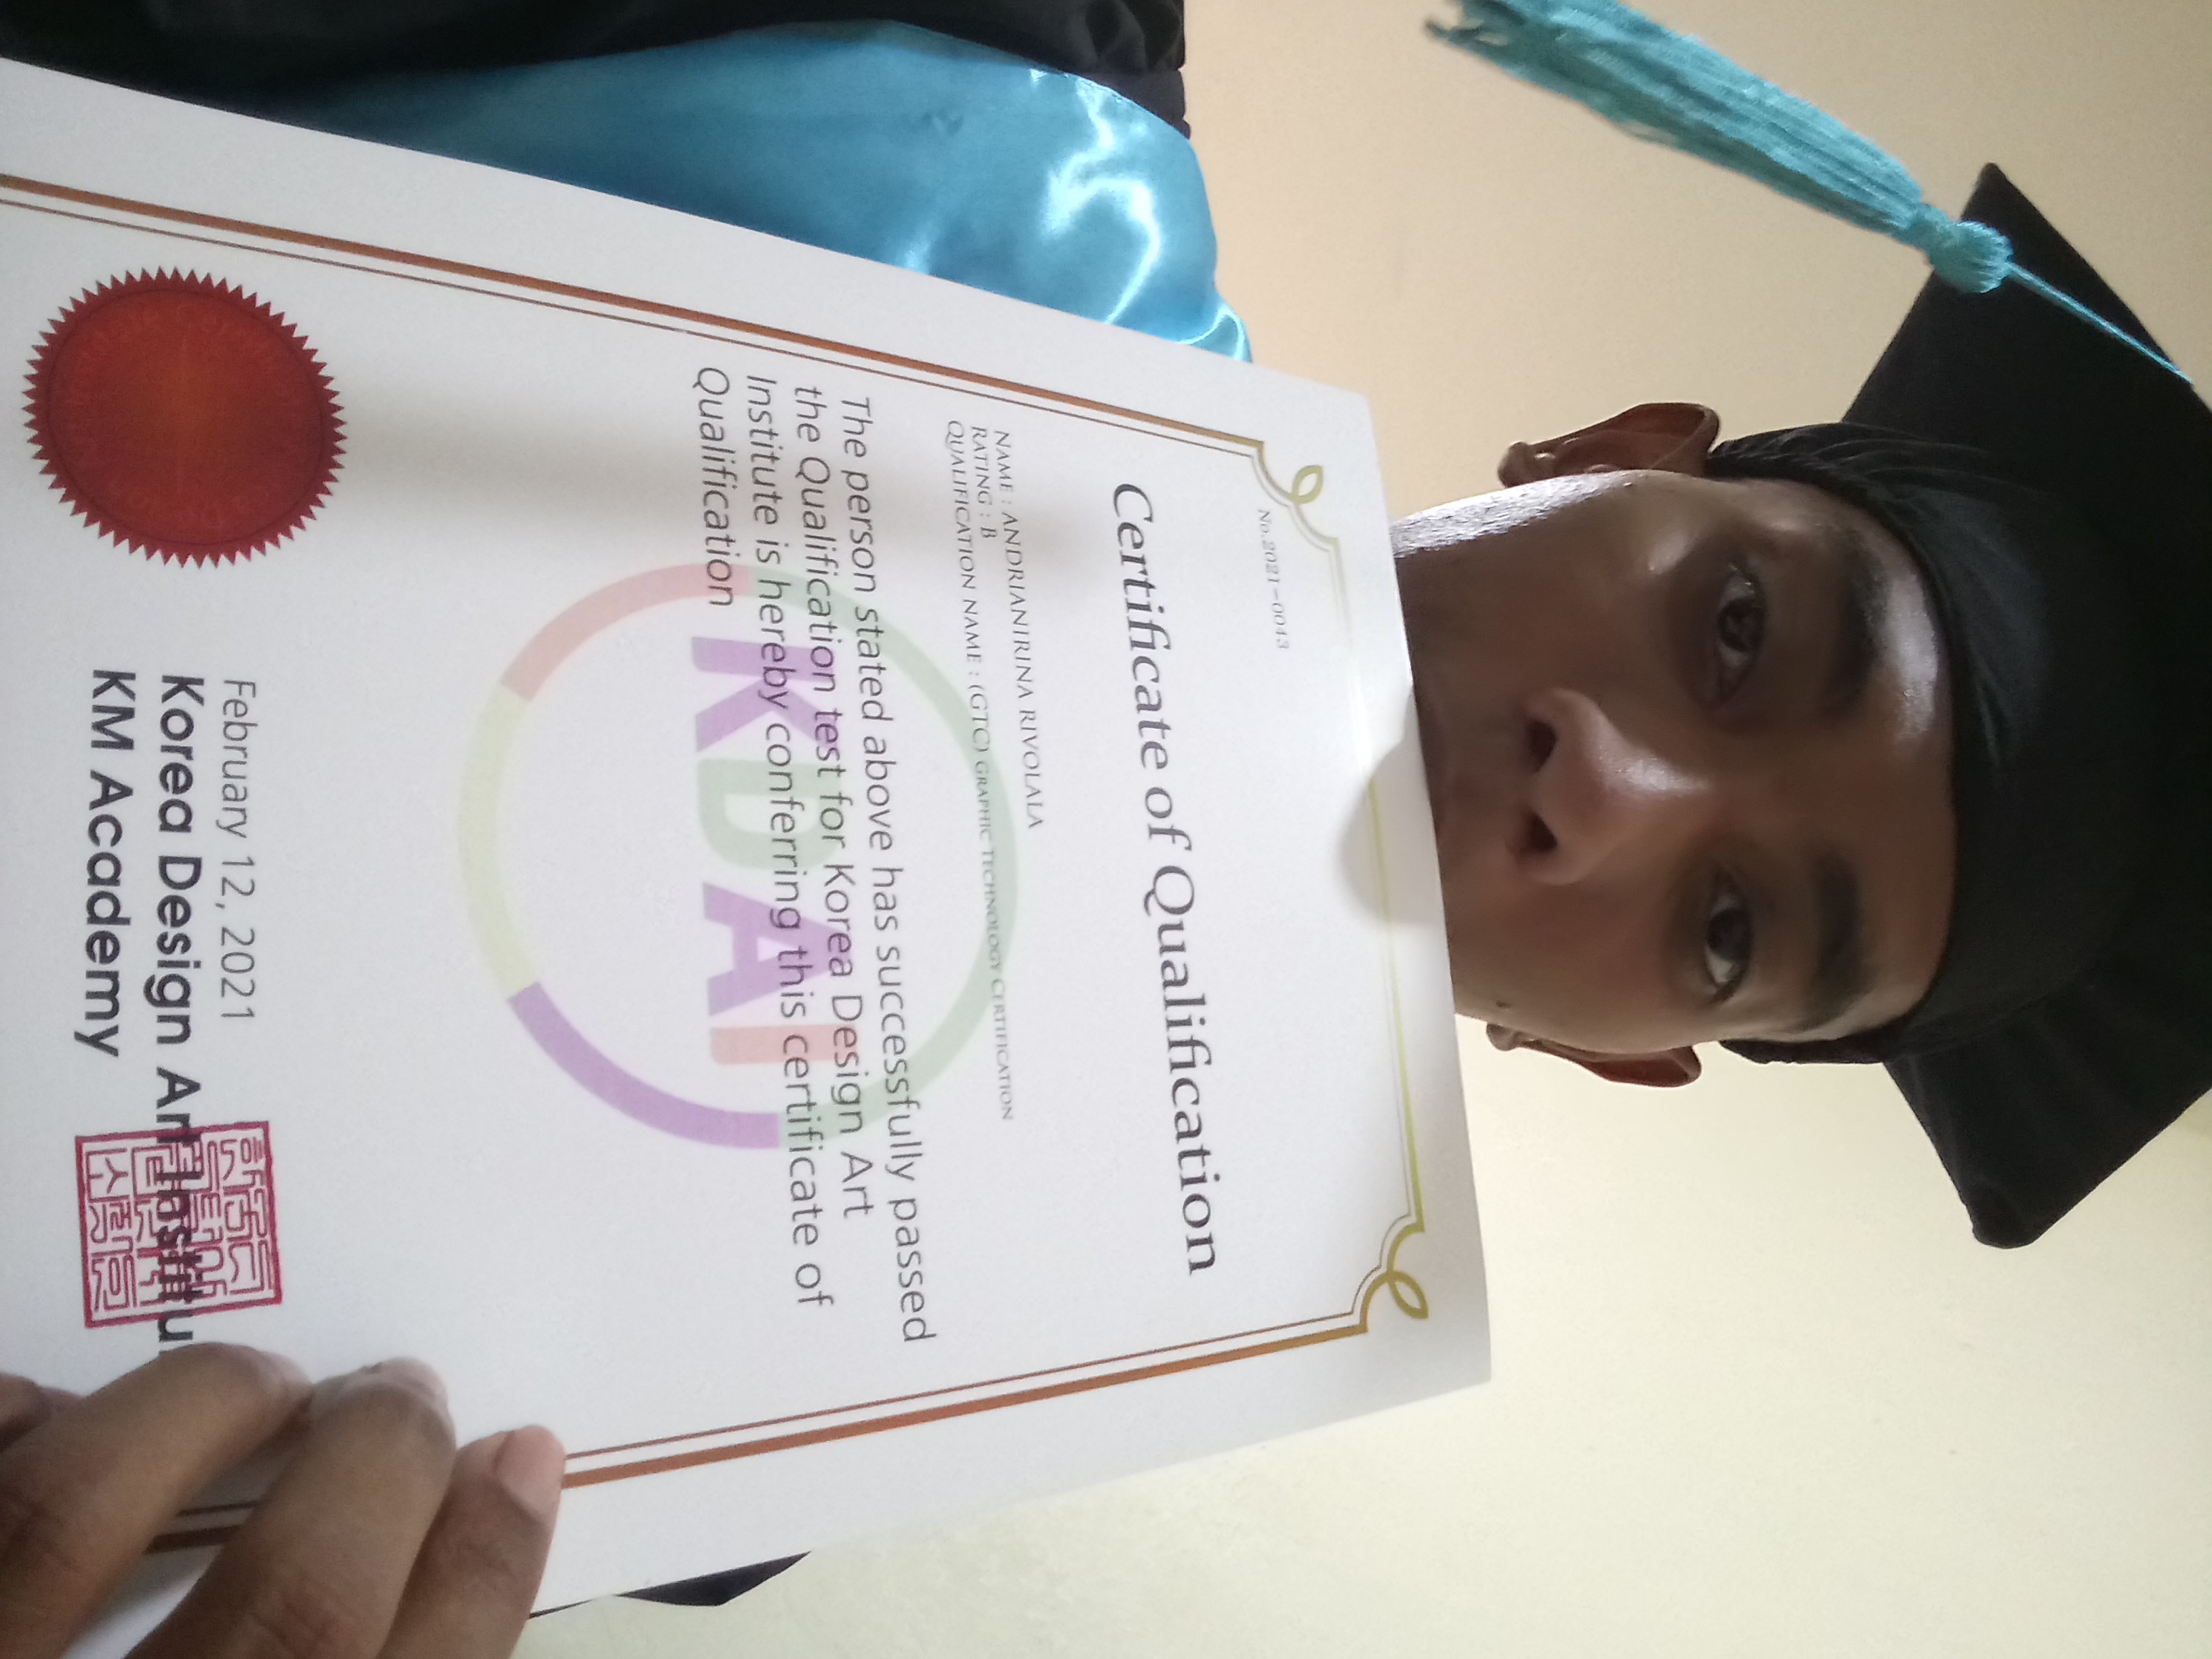 No.2021-0043
Certificate of Qualification
NAME : ANDRIANIRINA RIVOLALA
RATING : B
QUALIFICATION NAME : (GTC) GRAPHIC TECHNOLOGY CERTIFICATION
The person stated above has successfully passed
the Qualification test for Korea Design Art
Institute is hereby conferring this certificate of
Qualification
KDAI
February 12, 2021
Korea Design Art
KM Academy